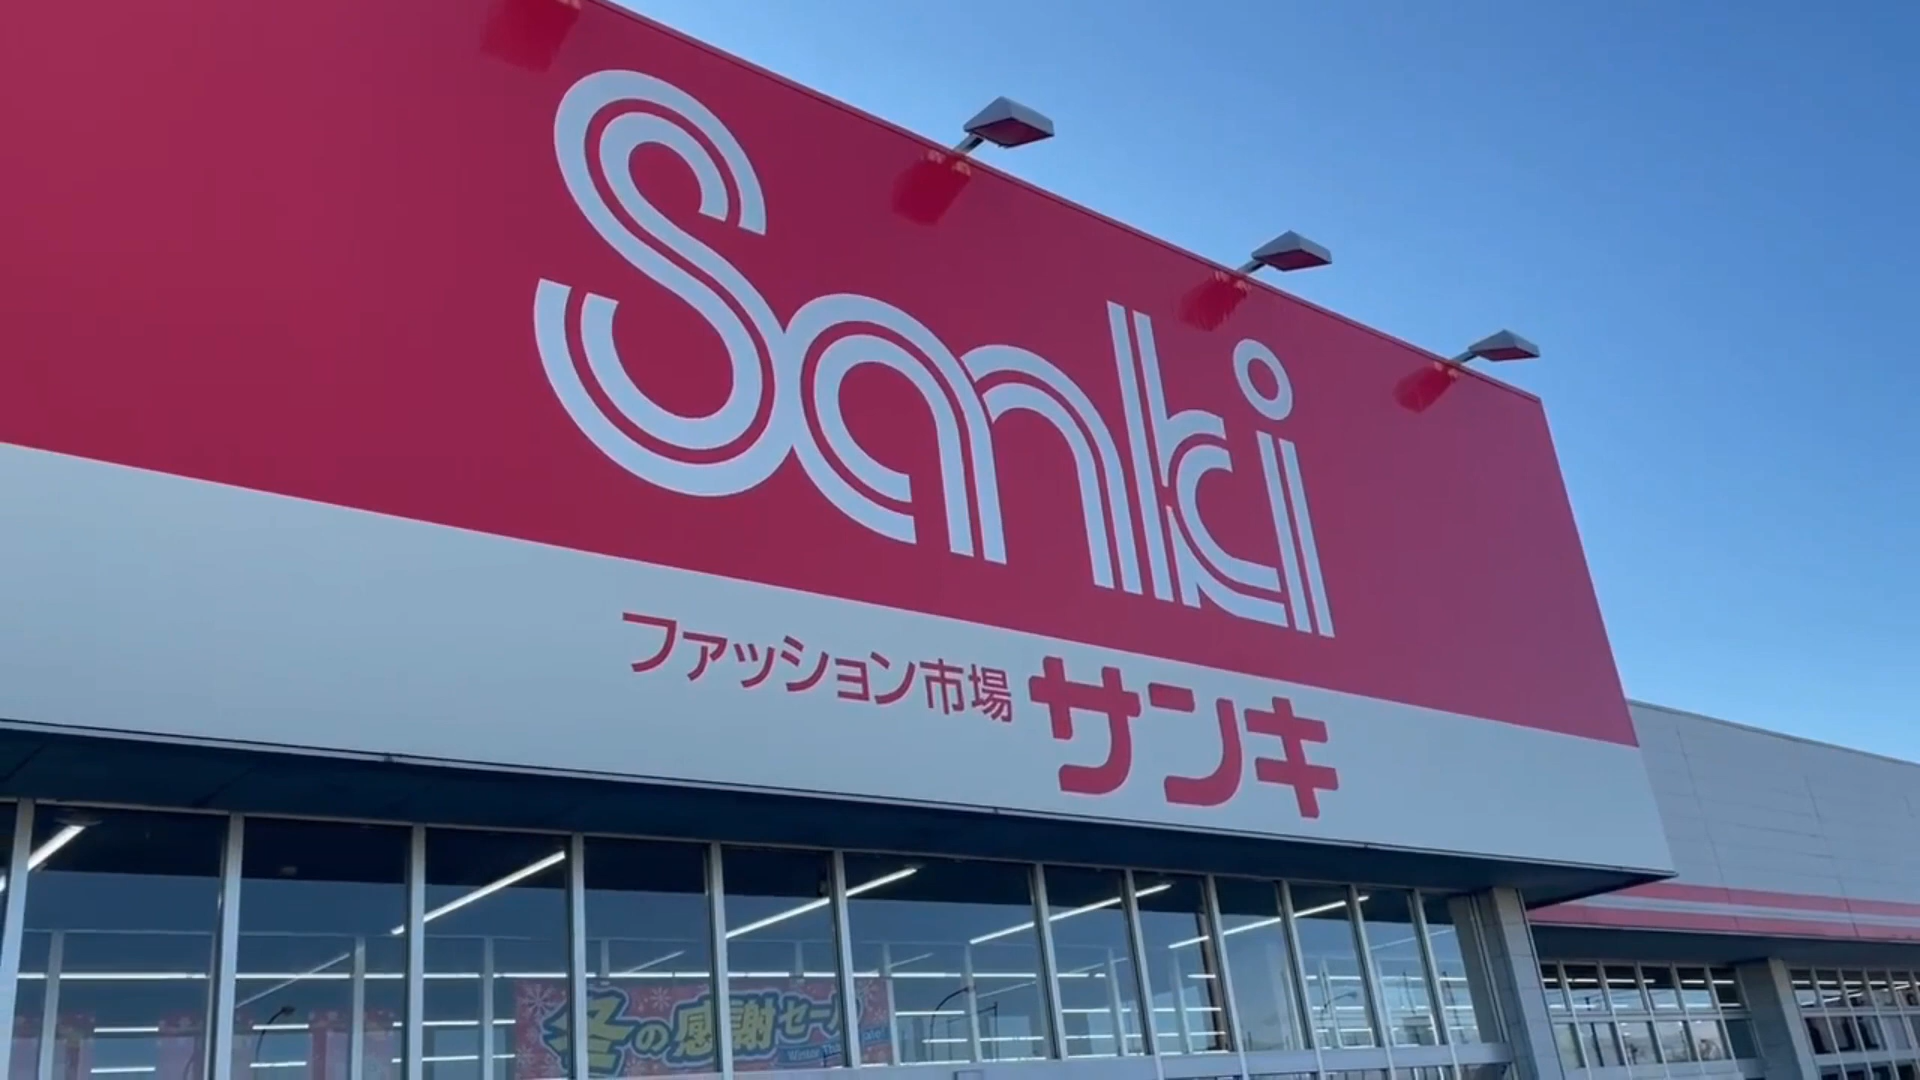 Sanki
ファッション市場 サンキ
冬の感謝セール